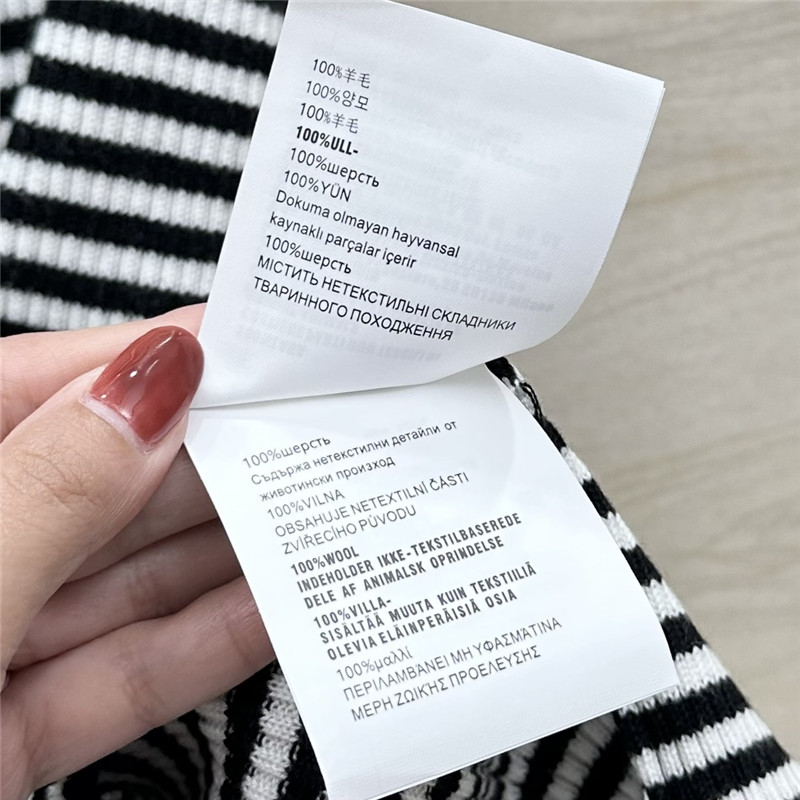 100%羊毛
100%양모
100%羊毛
100%ULL-
100%шерсть
100%YÜN
Dokuma olmayan hayvansal
kaynaklı parçalar içerir
100%шерсть
МІСТИТЬ НЕТЕКСТИЛЬНІ СКЛАДНИКИ
ТВАРИННОГО ПОХОДЖЕННЯ
100%шерсть
Съдържа нетекстилни детайли от
животински произход
100%VILNA
OBSAHUJE NETEXTILNÍ ČÁSTI
ZVÍŘECÍHO PŮVODU
100%WOOL
INDEHOLDER IKKE-TEKSTILBASEREDE
DELE AF ANIMALSK OPRINDELSE
100%VILLA-
SISÄLTÄÄ MUUTA KUIN TEKSTIILIÄ
OLEVIA ELÄINPERÄISIÄ OSIA
100%μαλλί
ΠΕΡΙΛΑΜΒΑΝΕΙ ΜΗ ΥΦΑΣΜΑΤΙΝΑ
ΜΕΡΗ ΖΩΙΚΗΣ ΠΡΟΕΛΕΥΣΗΣ